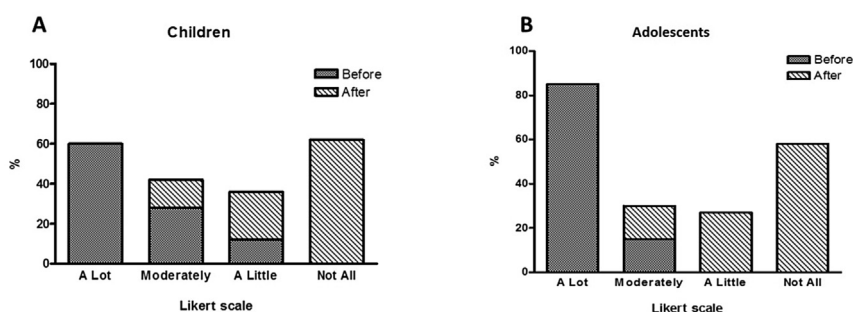 A
Children
100
80
60
40
20
0
%
Before
After
A Lot
Moderately
A Little
Not All
Likert scale
B
Adolescents
100
80
60
40
20
0
%
Before
After
A Lot
Moderately
A Little
Not All
Likert scale